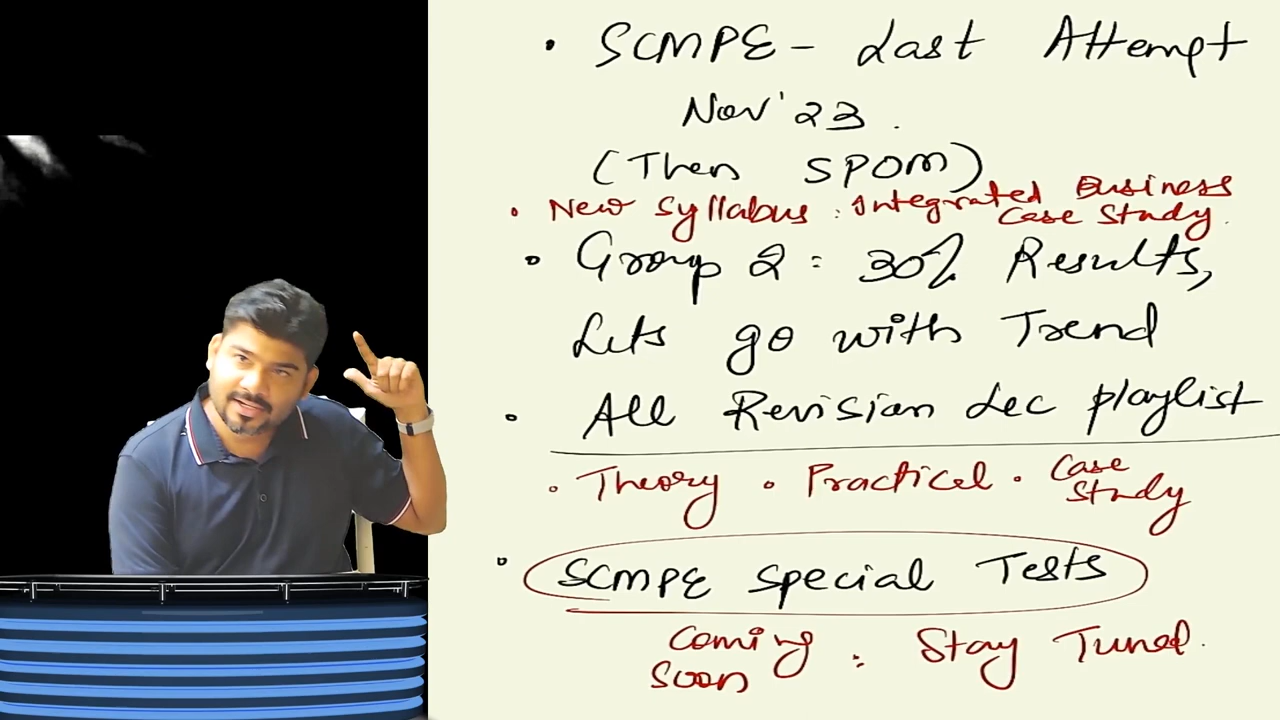 • SCMPE - Last Attempt
Nov'23.
(Then SPOM)
• New Syllabus : Integrated Business
Case Study.
• Group 2 : 30% Results,
Lets go with Trend
• All Revision Lec playlist
• Theory • Practical • Case
Study
• SCMPE Special Tests
Coming : Stay Tuned.
Soon